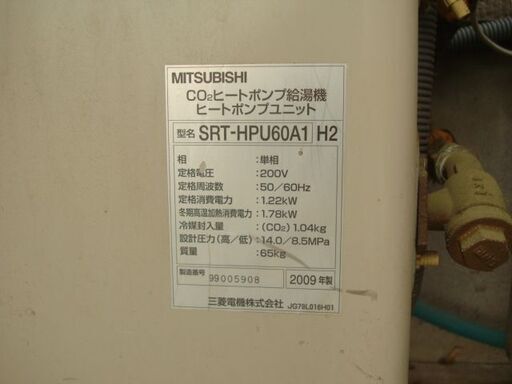 MITSUBISHI
CO₂ヒートポンプ給湯機
ヒートポンプユニット
型名 SRT-HPU60A1 H2
相 : 単相
定格電圧 : 200V
定格周波数 : 50/60Hz
定格消費電力 : 1.22kW
冬期高温加熱消費電力 : 1.78kW
冷媒封入量 : (CO₂) 1.04kg
設計圧力(高/低) : 14.0/8.5MPa
質量 : 65kg
製造番号 99005908 2009年製
三菱電機株式会社 JG79L016H01